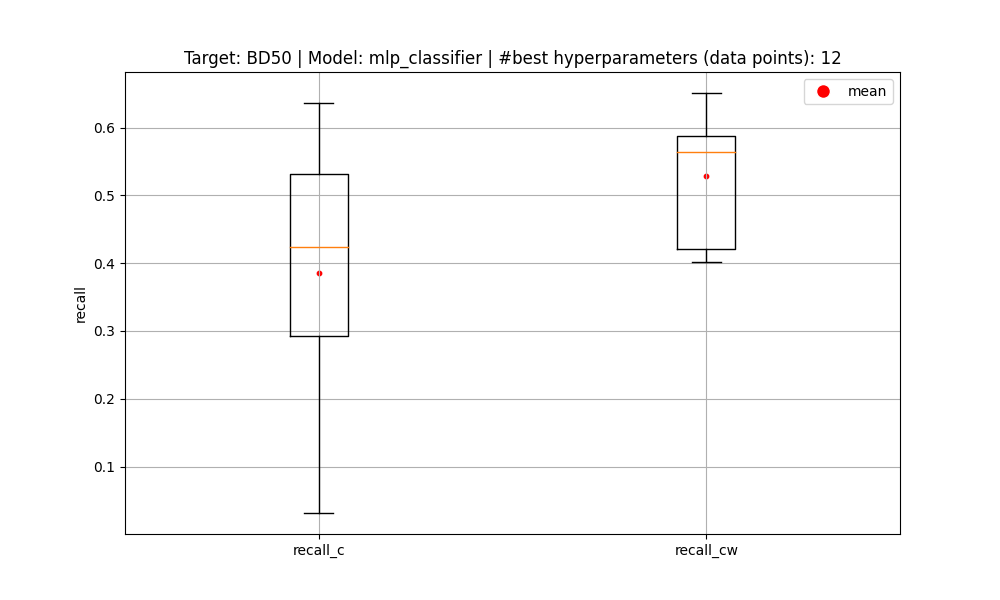 Target: BD50 | Model: mlp_classifier | #best hyperparameters (data points): 12
mean
0.6
0.5
0.4
0.3
0.2
0.1
recall
recall_c
recall_cw